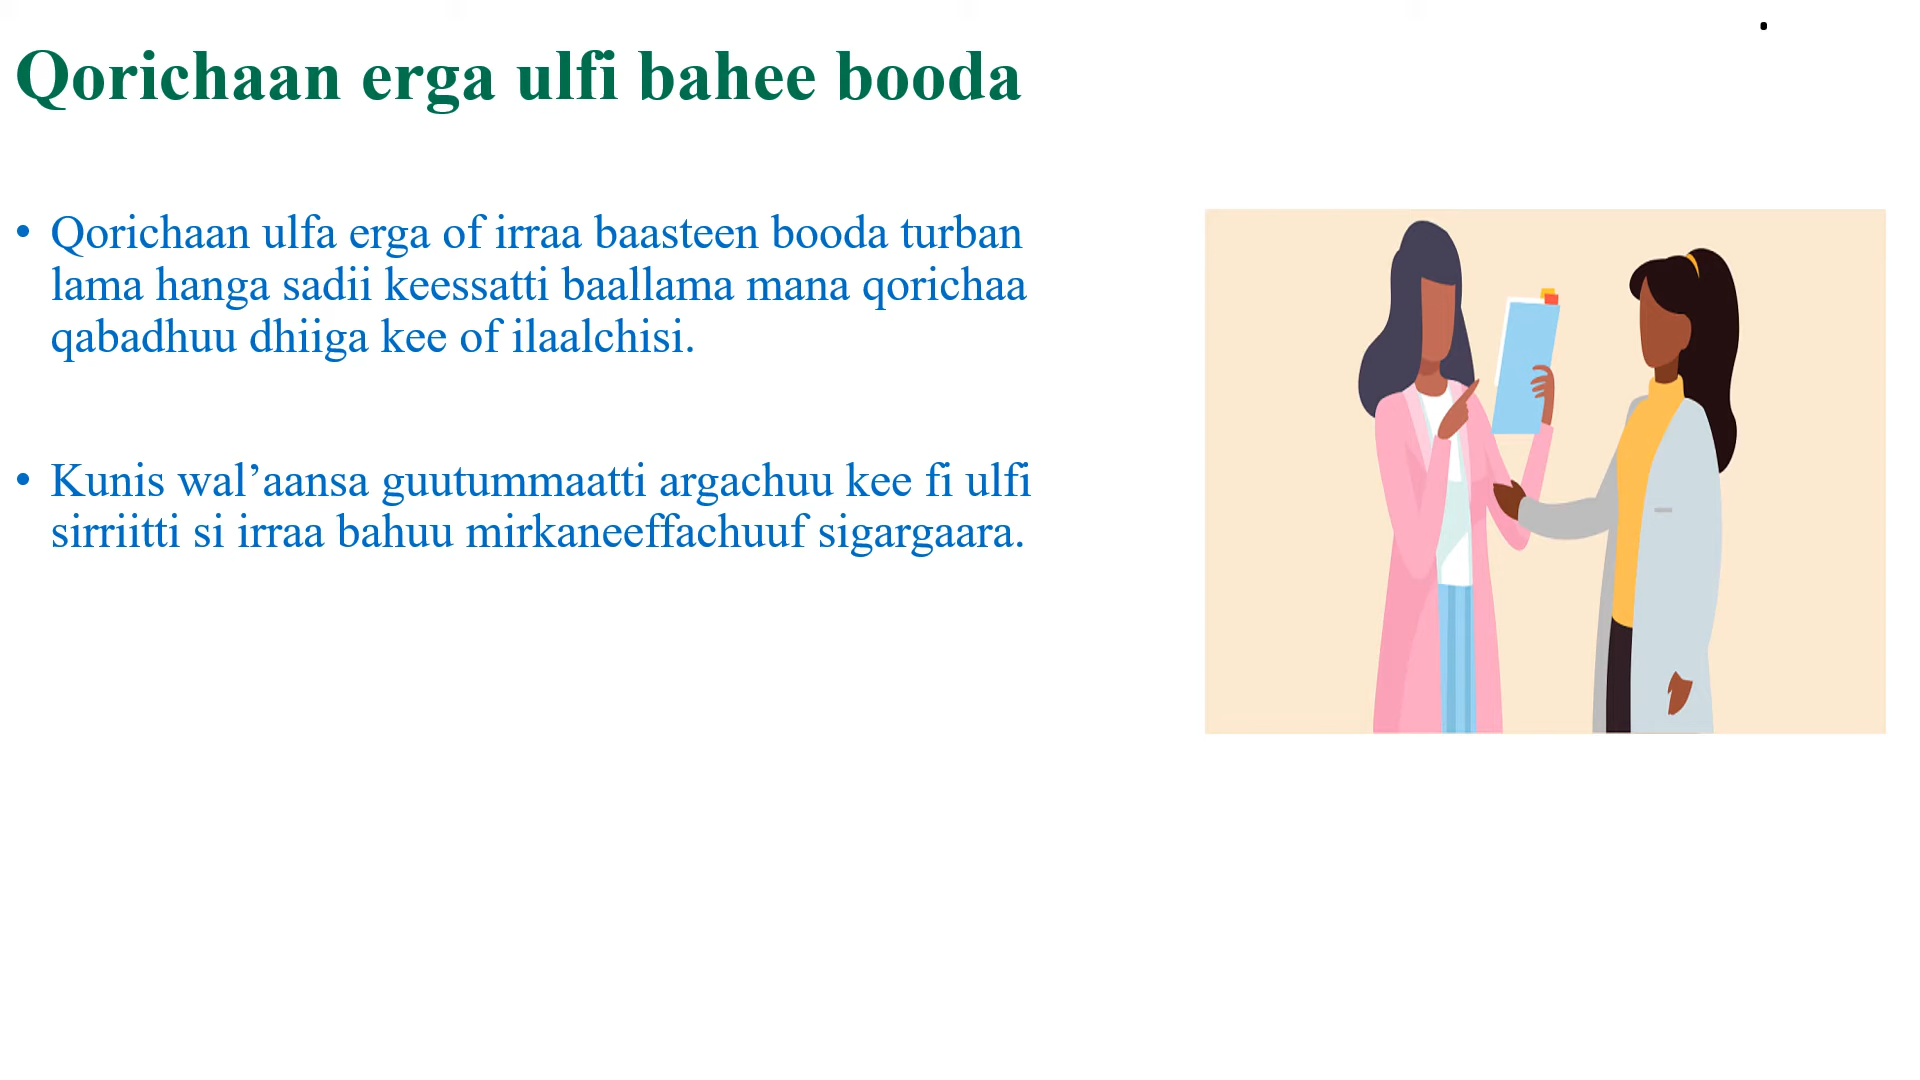 Qorichaan erga ulfi bahee booda
• Qorichaan ulfa erga of irraa baasteen booda turban
lama hanga sadii keessatti baallama mana qorichaa
qabadhuu dhiiga kee of ilaalchisi.
• Kunis wal’aansa guutummaatti argachuu kee fi ulfi
sirriitti si irraa bahuu mirkaneeffachuuf sigargaara.